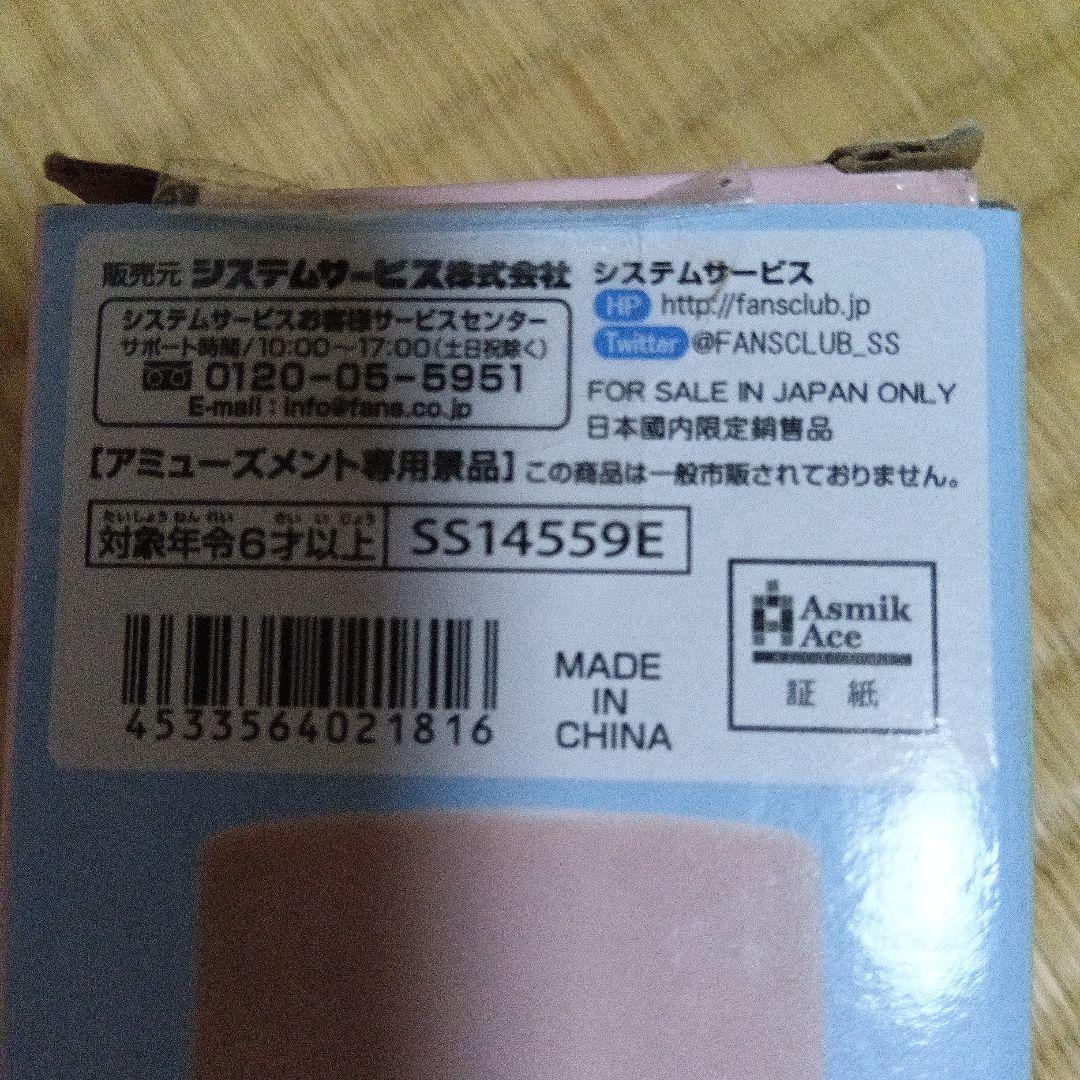 販売元 システムサービス株式会社
システムサービスお客様サービスセンター
サポート時間/10:00〜17:00(土日祝除く)
0120-05-5951
E-mail : info@fans.co.jp
システムサービス
HP http://fansclub.jp
Twitter @FANSCLUB_SS
FOR SALE IN JAPAN ONLY
日本國内限定銷售品
[アミューズメント専用景品] この商品は一般市販されておりません。
たいしょう ねん れい さい い じょう
対象年令6才以上 SS14559E
4533564021816
MADE
IN
CHINA
Asmik
Ace
証 紙